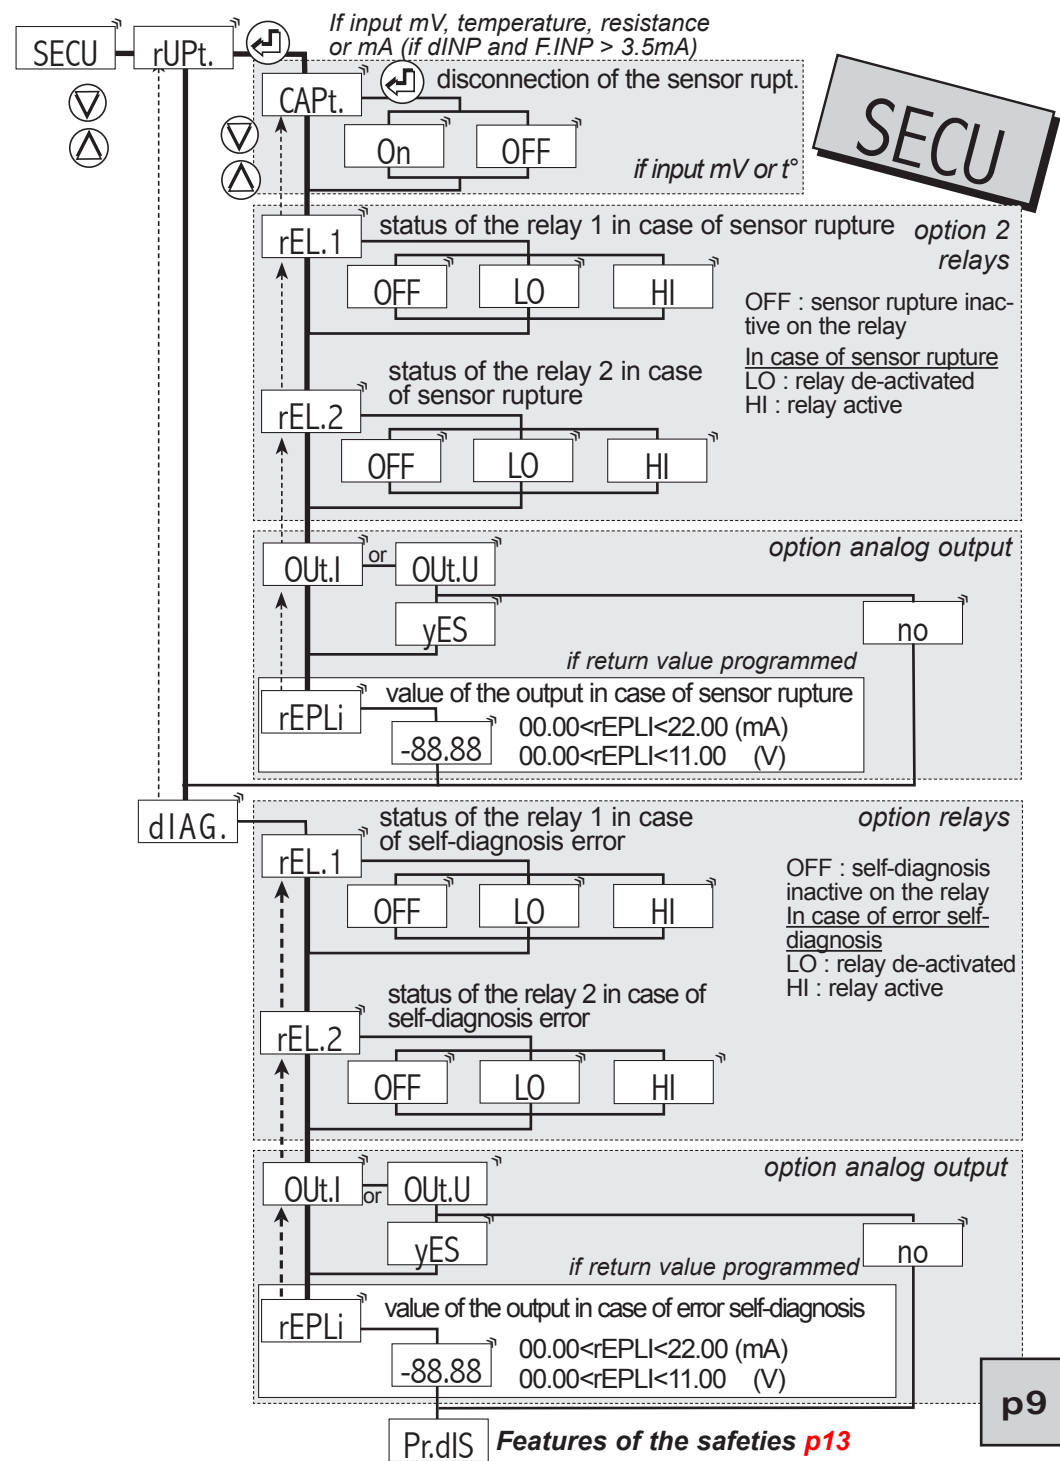 If input mV, temperature, resistance
or mA (if dINP and F.INP > 3.5mA)
SECU
rUPt.
CAPt.
disconnection of the sensor rupt.
On
OFF
if input mV or t°
SECU
rEL.1
status of the relay 1 in case of sensor rupture
option 2
relays
OFF
LO
HI
OFF : sensor rupture inac-
tive on the relay
In case of sensor rupture
LO : relay de-activated
HI : relay active
status of the relay 2 in case
of sensor rupture
rEL.2
OFF
LO
HI
option analog output
OUt.I
or
OUt.U
yES
no
if return value programmed
value of the output in case of sensor rupture
rEPLi
-88.88
00.00<rEPLI<22.00 (mA)
00.00<rEPLI<11.00 (V)
dIAG.
status of the relay 1 in case
of self-diagnosis error
option relays
rEL.1
OFF
LO
HI
OFF : self-diagnosis
inactive on the relay
In case of error self-
diagnosis
LO : relay de-activated
HI : relay active
status of the relay 2 in case of
self-diagnosis error
rEL.2
OFF
LO
HI
option analog output
OUt.I
or
OUt.U
yES
no
if return value programmed
value of the output in case of error self-diagnosis
rEPLi
-88.88
00.00<rEPLI<22.00 (mA)
00.00<rEPLI<11.00 (V)
p9
Pr.dIS
Features of the safeties p13